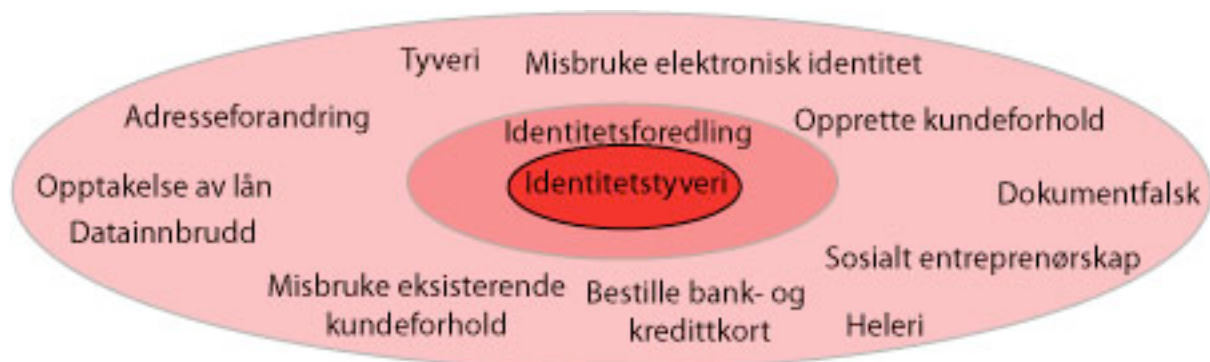 Tyveri
Misbruke elektronisk identitet
Adresseforandring
Opprette kundeforhold
Identitetsforedling
Identitetstyveri
Opptakelse av lån
Dokumentfalsk
Datainnbrudd
Sosialt entreprenørskap
Misbruke eksisterende
kundeforhold
Bestille bank- og
kredittkort
Heleri